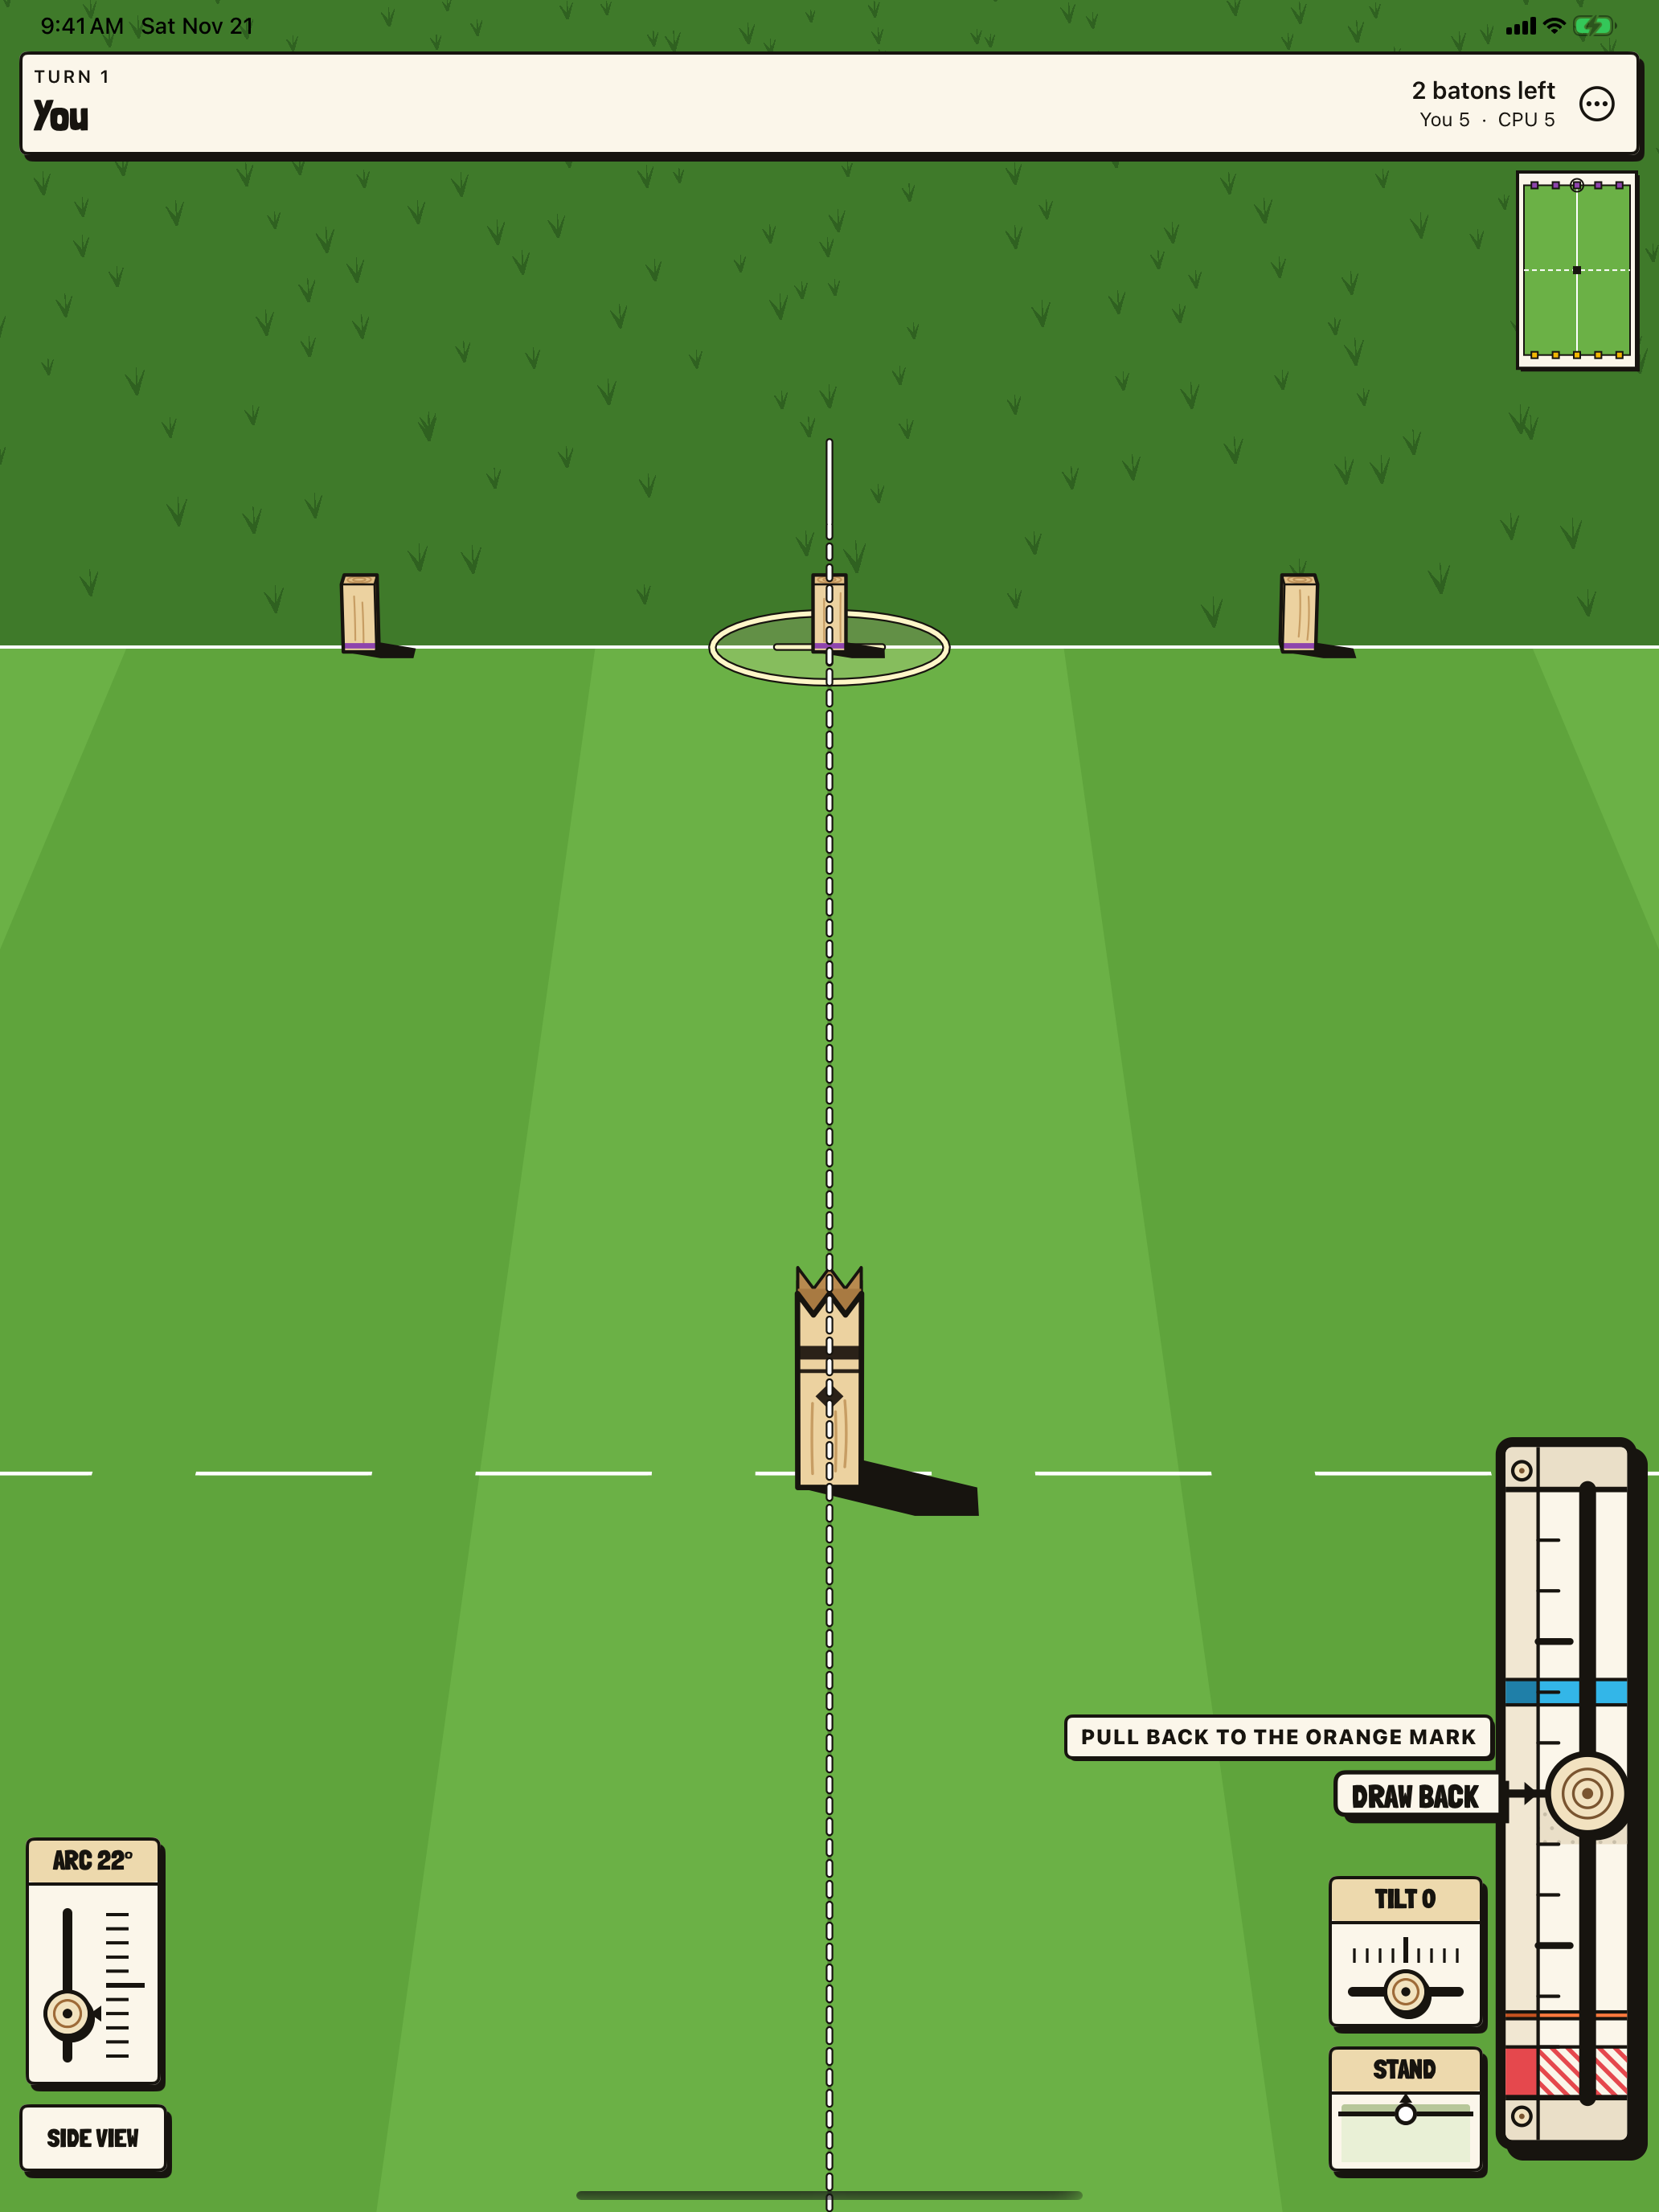 9:41 AM Sat Nov 21
TURN 1
You
2 batons left
You 5 · CPU 5
PULL BACK TO THE ORANGE MARK
DRAW BACK
ARC 22°
TILT 0
STAND
SIDE VIEW